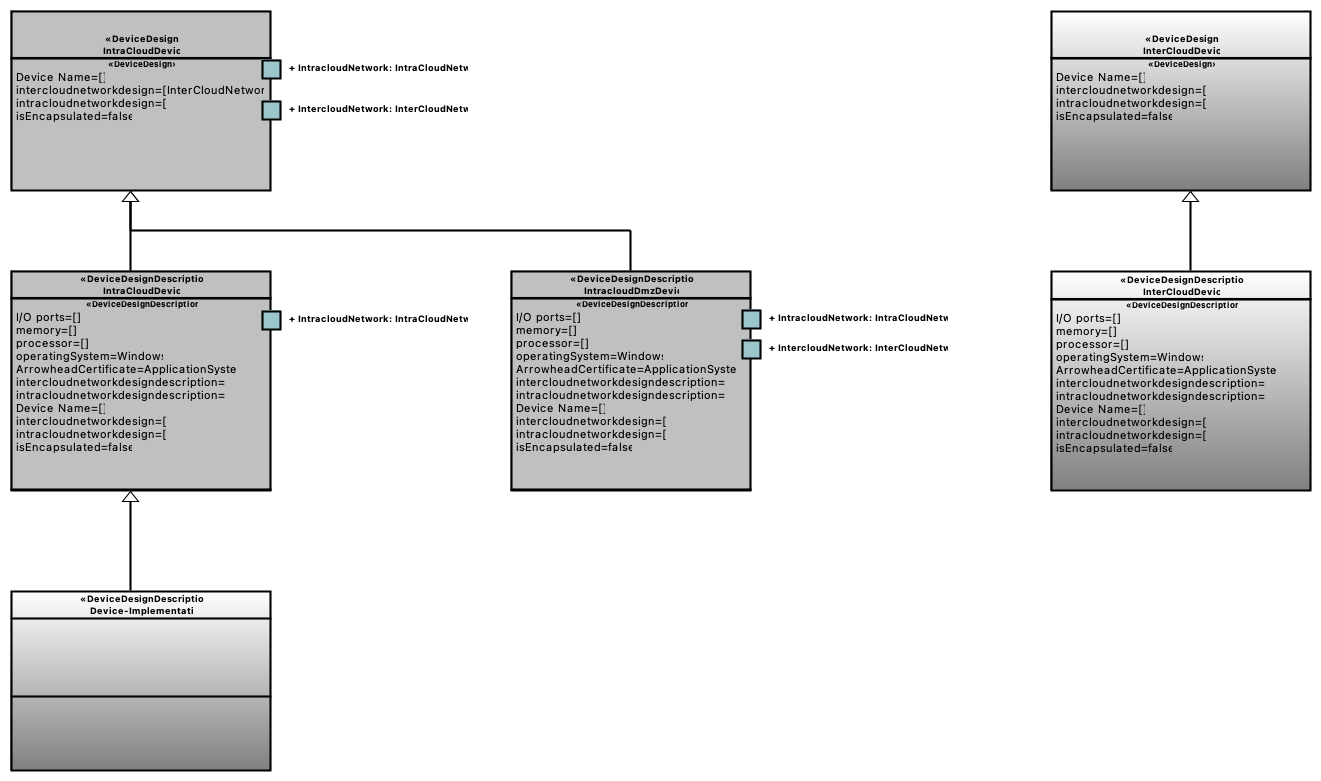 «DeviceDesign
IntraCloudDevic
«DeviceDesign›
Device Name=[]
intercloudnetworkdesign=[InterCloudNetwor
intracloudnetworkdesign=[
isEncapsulated=false
+ IntracloudNetwork: IntraCloudNetw
+ IntercloudNetwork: InterCloudNetw
«DeviceDesign
InterCloudDevic
«DeviceDesign›
Device Name=[]
intercloudnetworkdesign=[
intracloudnetworkdesign=[
isEncapsulated=false
«DeviceDesignDescriptio
IntraCloudDevic
«DeviceDesignDescription
I/O ports=[]
memory=[]
processor=[]
operatingSystem=Windows
ArrowheadCertificate=ApplicationSyste
intercloudnetworkdesigndescription=
intracloudnetworkdesigndescription=
Device Name=[]
intercloudnetworkdesign=[
intracloudnetworkdesign=[
isEncapsulated=false
+ IntracloudNetwork: IntraCloudNetw
«DeviceDesignDescriptio
IntracloudDmzDevi
«DeviceDesignDescription
I/O ports=[]
memory=[]
processor=[]
operatingSystem=Windows
ArrowheadCertificate=ApplicationSyste
intercloudnetworkdesigndescription=
intracloudnetworkdesigndescription=
Device Name=[]
intercloudnetworkdesign=[
intracloudnetworkdesign=[
isEncapsulated=false
+ IntracloudNetwork: IntraCloudNetw
+ IntercloudNetwork: InterCloudNetw
«DeviceDesignDescriptio
InterCloudDevic
«DeviceDesignDescription
I/O ports=[]
memory=[]
processor=[]
operatingSystem=Windows
ArrowheadCertificate=ApplicationSyste
intercloudnetworkdesigndescription=
intracloudnetworkdesigndescription=
Device Name=[]
intercloudnetworkdesign=[
intracloudnetworkdesign=[
isEncapsulated=false
«DeviceDesignDescriptio
Device-Implementati